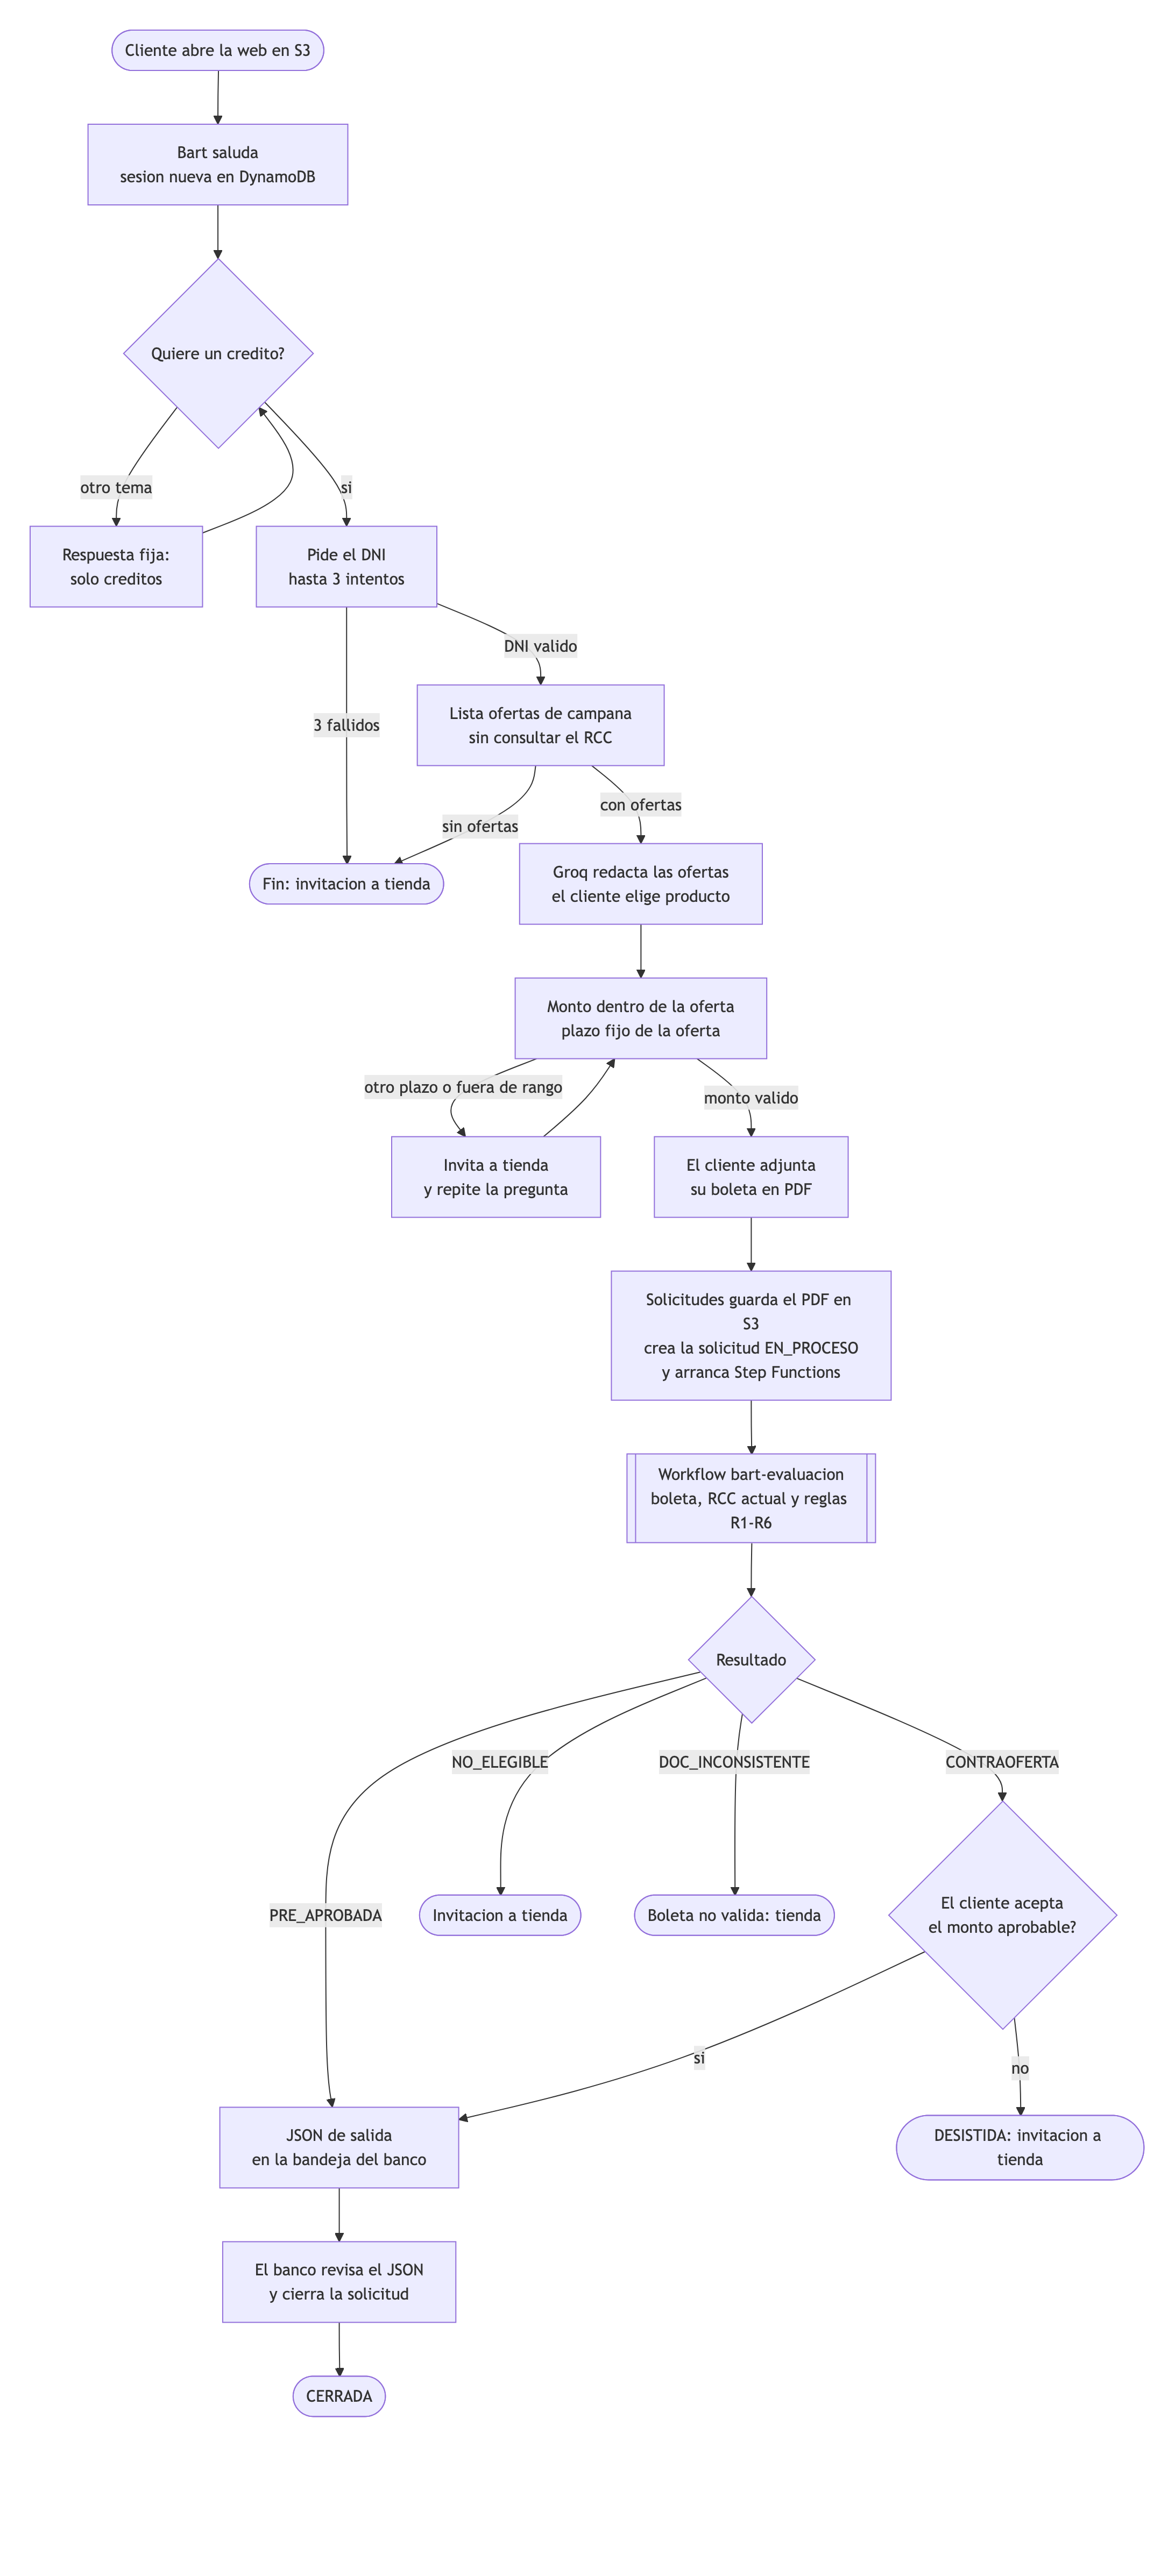 Cliente abre la web en S3
Bart saluda
sesion nueva en DynamoDB
Quiere un credito?
otro tema
si
Respuesta fija:
solo creditos
Pide el DNI
hasta 3 intentos
DNI valido
3 fallidos
Lista ofertas de campana
sin consultar el RCC
sin ofertas
con ofertas
Fin: invitacion a tienda
Groq redacta las ofertas
el cliente elige producto
Monto dentro de la oferta
plazo fijo de la oferta
otro plazo o fuera de rango
monto valido
Invita a tienda
y repite la pregunta
El cliente adjunta
su boleta en PDF
Solicitudes guarda el PDF en
S3
crea la solicitud EN_PROCESO
y arranca Step Functions
Workflow bart-evaluacion
boleta, RCC actual y reglas
R1-R6
Resultado
NO_ELEGIBLE
DOC_INCONSISTENTE
CONTRAOFERTA
PRE_APROBADA
Invitacion a tienda
Boleta no valida: tienda
El cliente acepta
el monto aprobable?
si
no
JSON de salida
en la bandeja del banco
DESISTIDA: invitacion a
tienda
El banco revisa el JSON
y cierra la solicitud
CERRADA